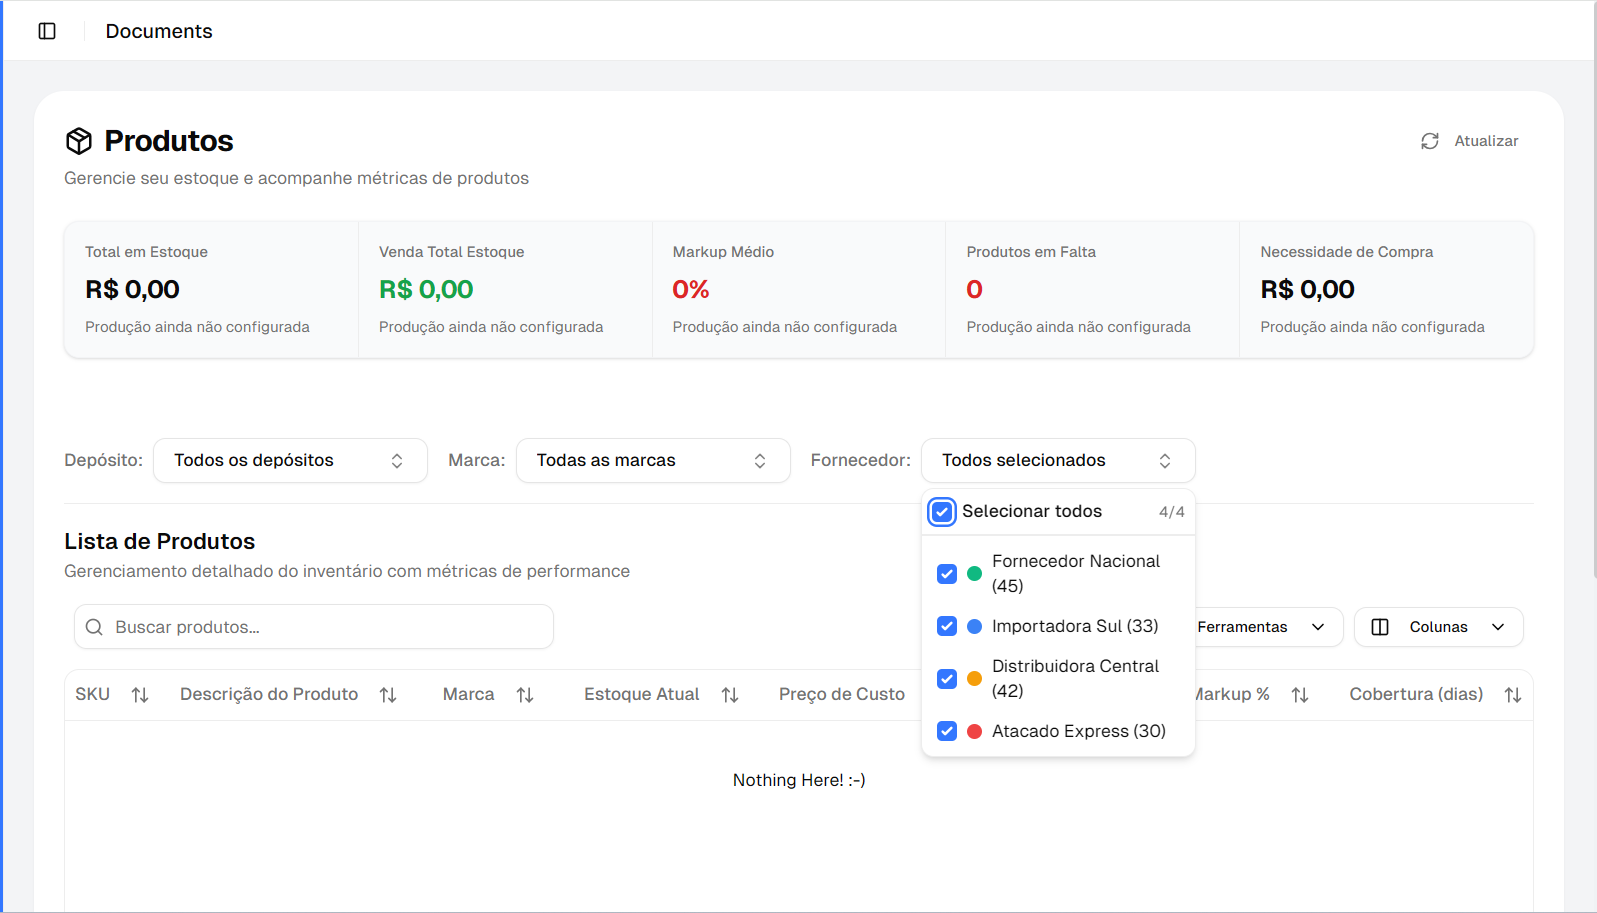 Documents
Produtos
Atualizar
Gerencie seu estoque e acompanhe métricas de produtos
Total em Estoque
R$ 0,00
Produção ainda não configurada
Venda Total Estoque
R$ 0,00
Produção ainda não configurada
Markup Médio
0%
Produção ainda não configurada
Produtos em Falta
0
Produção ainda não configurada
Necessidade de Compra
R$ 0,00
Produção ainda não configurada
Depósito: Todos os depósitos
Marca: Todas as marcas
Fornecedor: Todos selecionados
Selecionar todos 4/4
Fornecedor Nacional
(45)
Importadora Sul (33)
Distribuidora Central
(42)
Atacado Express (30)
Lista de Produtos
Gerenciamento detalhado do inventário com métricas de performance
Buscar produtos...
Ferramentas
Colunas
SKU Descrição do Produto Marca Estoque Atual Preço de Custo Markup % Cobertura (dias)
Nothing Here! :-)